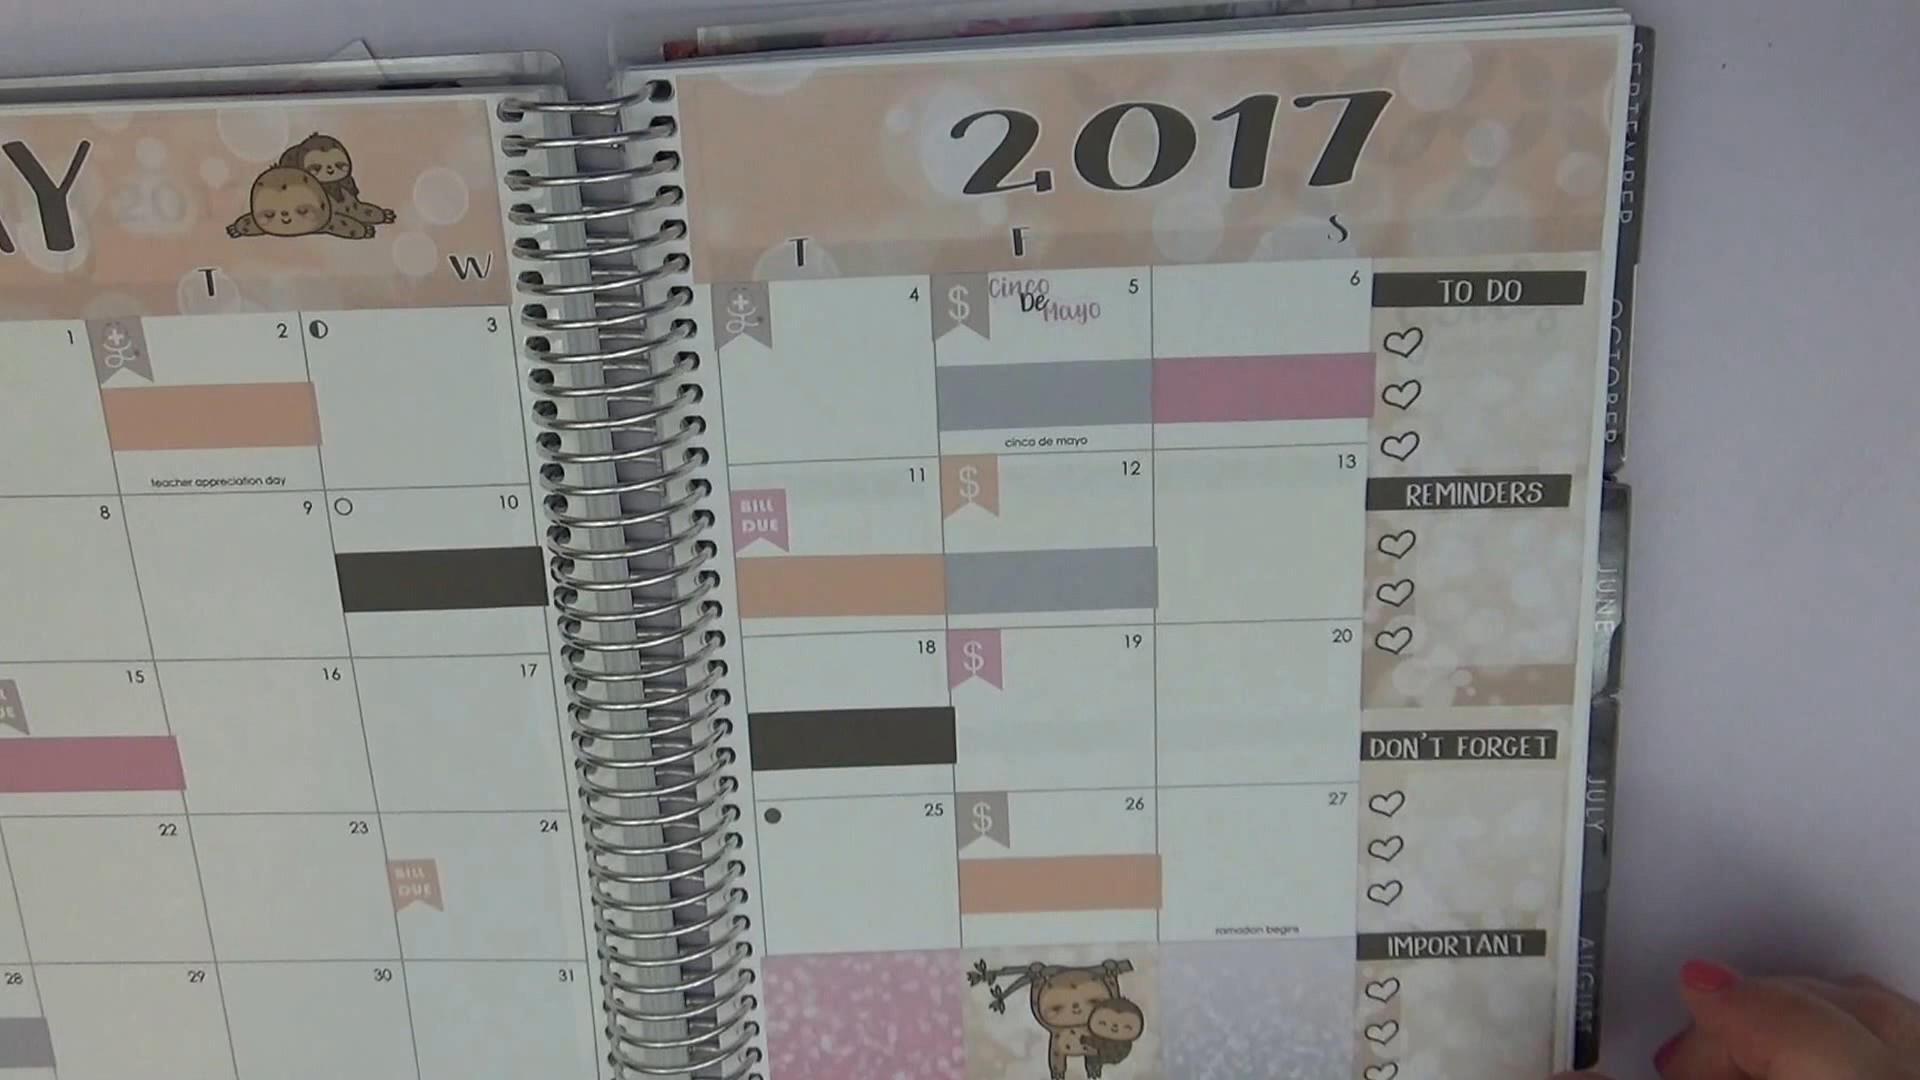 AY
2017
T
W
T
F
S
1
2
3
4
$
Cinco
De
Mayo
5
6
teacher appreciation day
cinco de mayo
8
9
10
BILL
DUE
11
$
12
13
15
16
17
18
$
19
20
22
23
24
BILL
DUE
25
$
26
27
ramadan begins
28
29
30
31
TO DO
REMINDERS
DON'T FORGET
IMPORTANT
SEPTEMBER
OCTOBER
JUNE
JULY
AUGUST